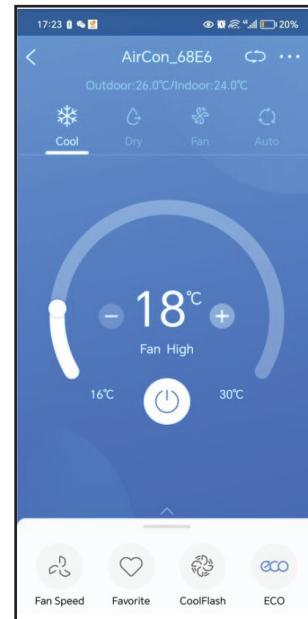 17:23
20%
AirCon_68E6
Outdoor:26.0℃/Indoor:24.0℃
Cool Dry Fan Auto
18℃
Fan High
16℃ 30℃
Fan Speed Favorite CoolFlash ECO